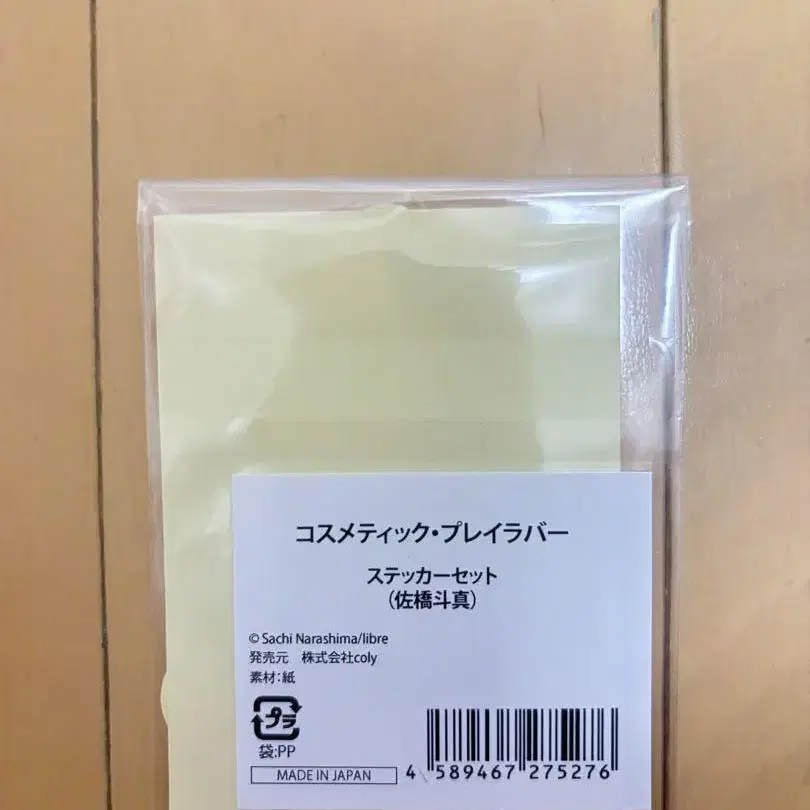 コスメティック・プレイラバー
ステッカーセット
(佐橋斗真)
© Sachi Narashima/libre
発売元　株式会社coly
素材:紙
プラ
袋:PP
MADE IN JAPAN
4 589467 275276